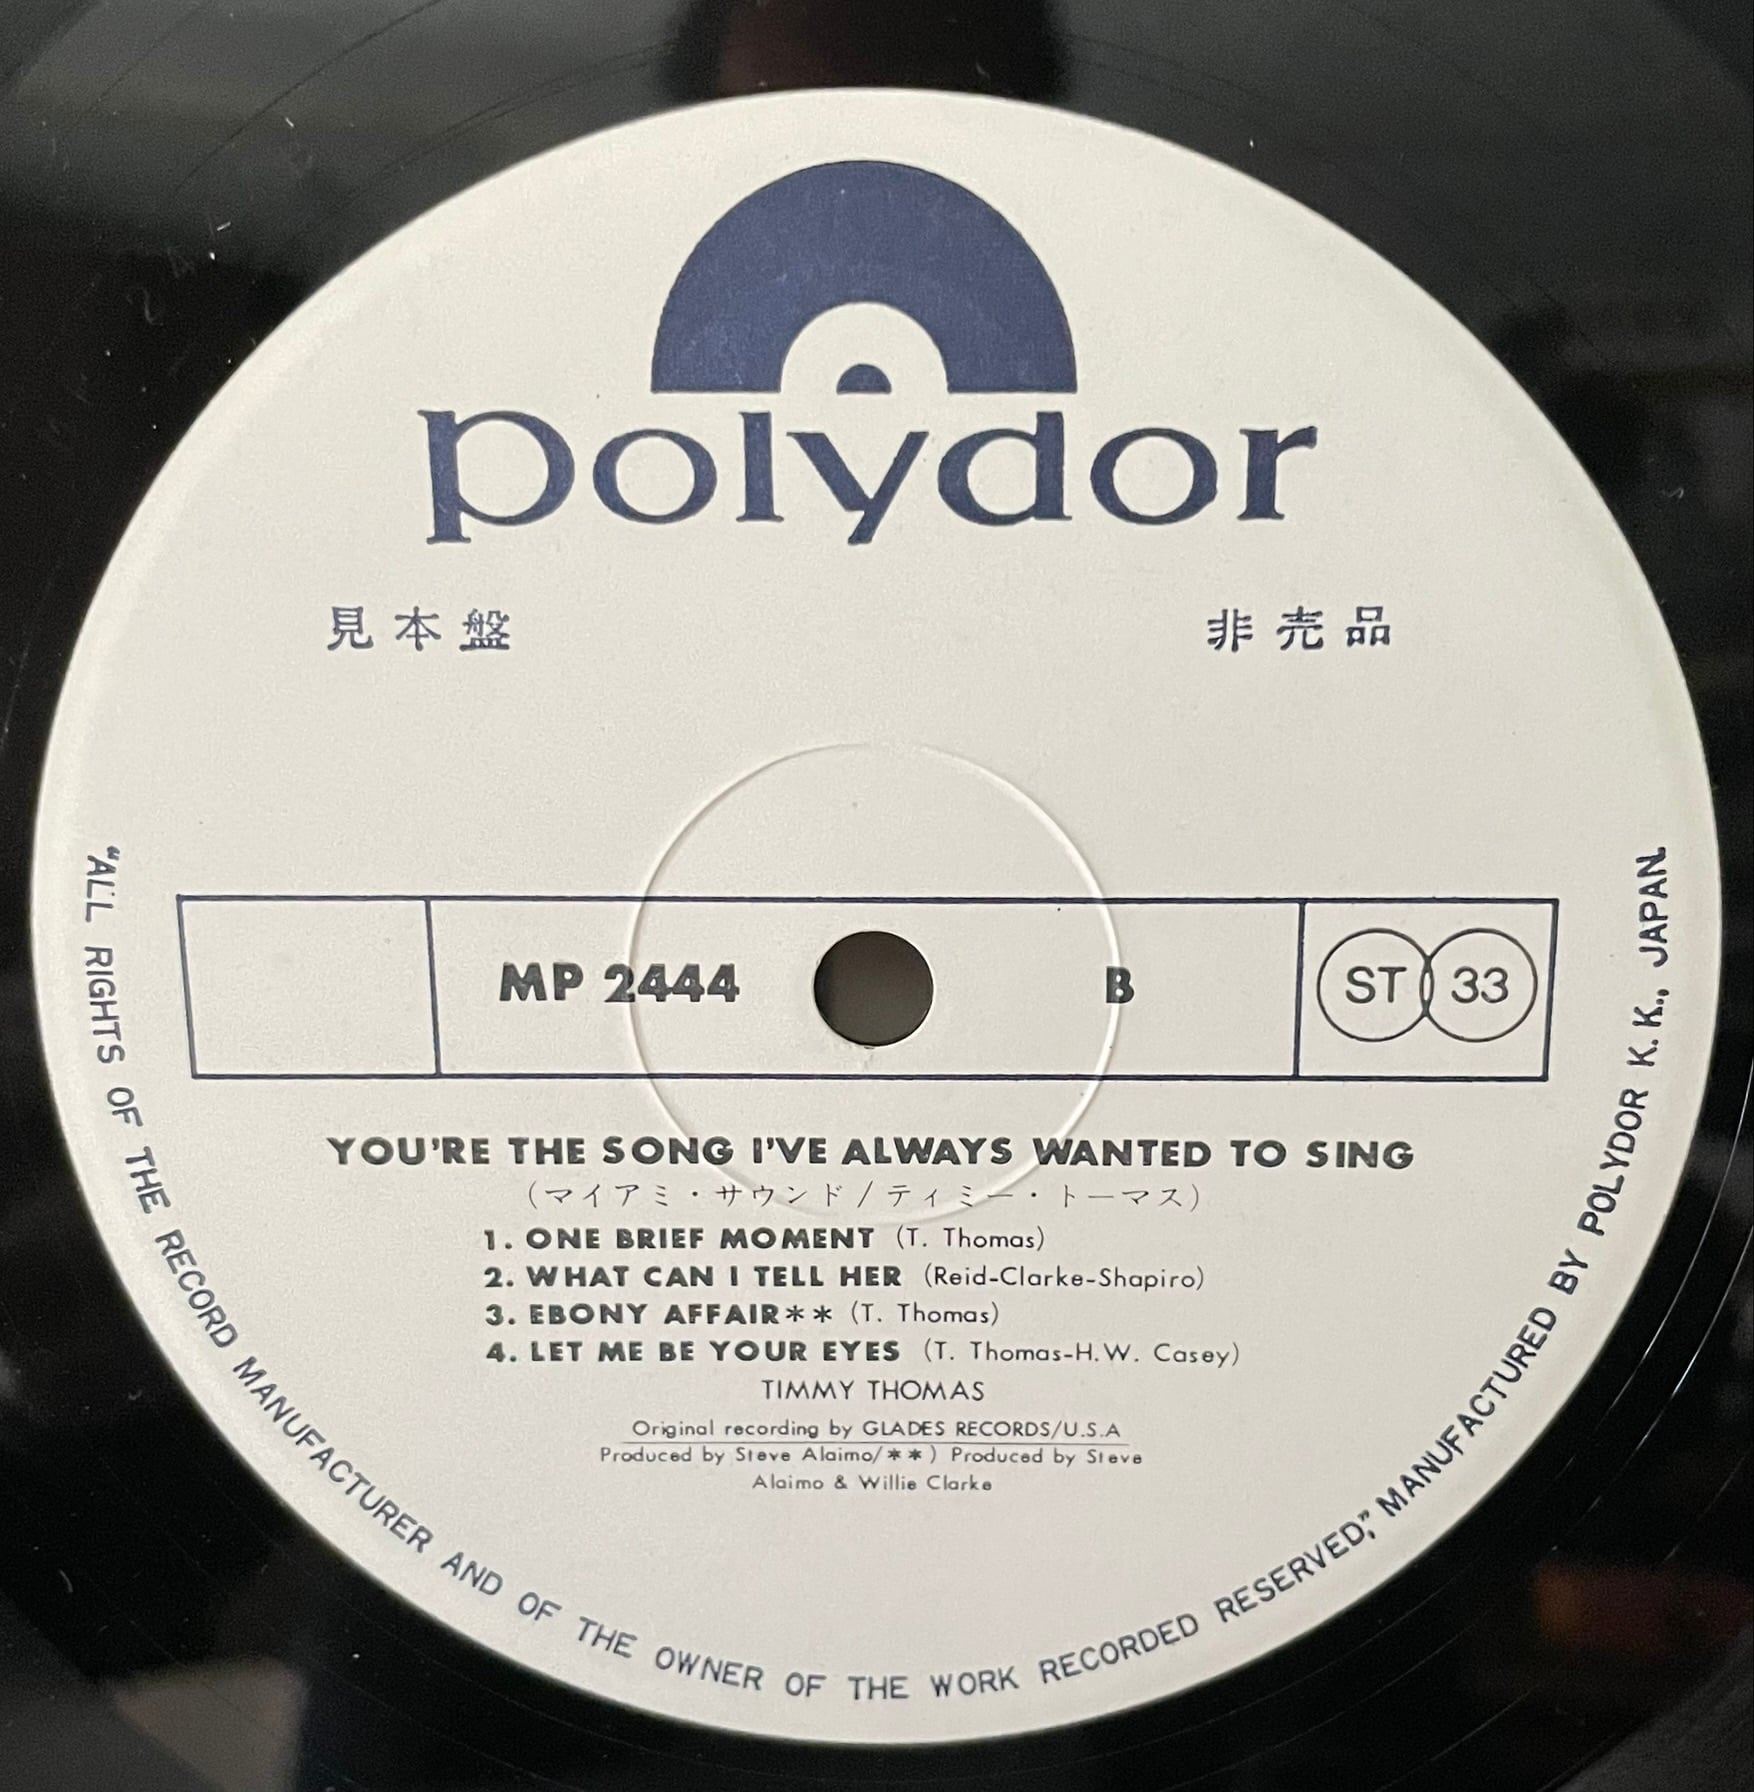 polydor
見本盤 非売品
MP 2444 B ST 33
YOU'RE THE SONG I'VE ALWAYS WANTED TO SING
(マイアミ・サウンド/ティミー・トーマス)
1. ONE BRIEF MOMENT (T. Thomas)
2. WHAT CAN I TELL HER (Reid-Clarke-Shapiro)
3. EBONY AFFAIR** (T. Thomas)
4. LET ME BE YOUR EYES (T. Thomas-H.W. Casey)
TIMMY THOMAS
Original recording by GLADES RECORDS/U.S.A
Produced by Steve Alaimo/**) Produced by Steve
Alaimo & Willie Clarke
"ALL RIGHTS OF THE RECORD MANUFACTURER AND OF THE OWNER OF THE WORK RECORDED RESERVED," MANUFACTURED BY POLYDOR K.K., JAPAN.